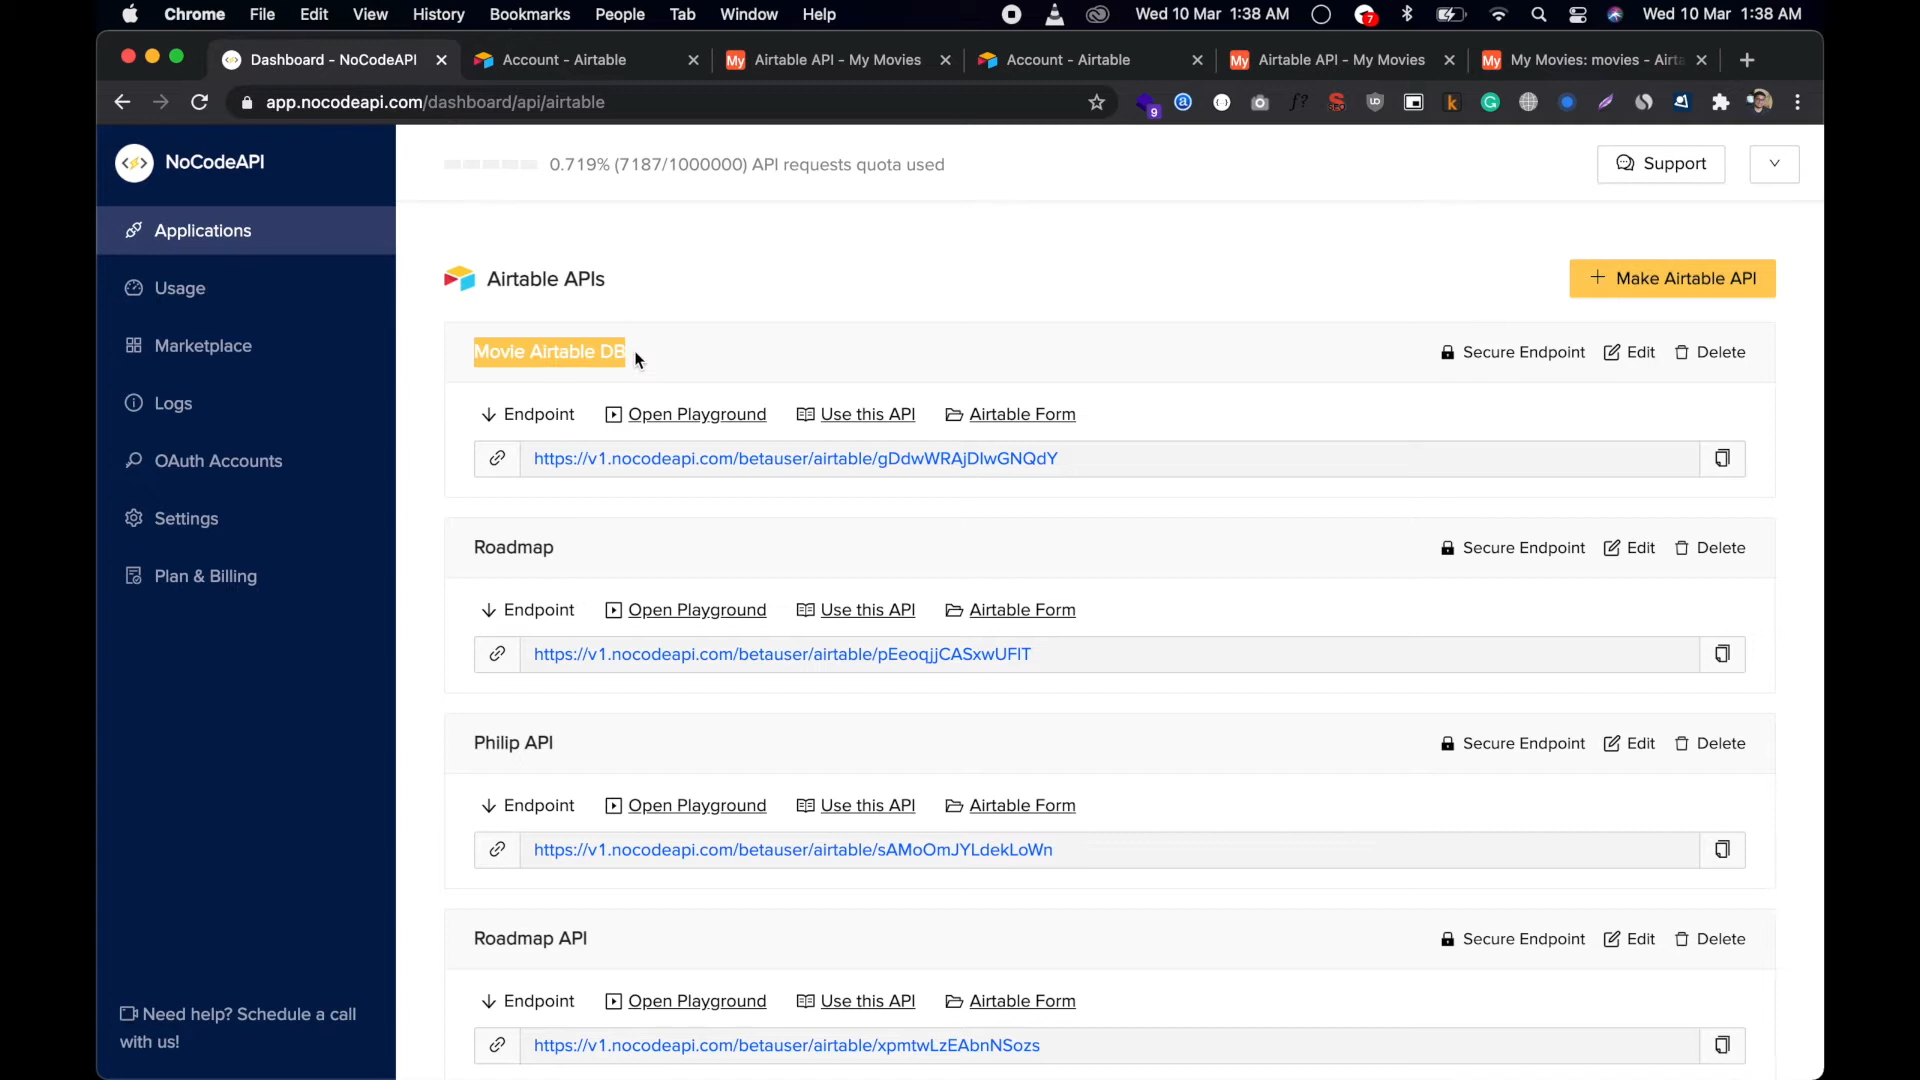 Chrome File Edit View History Bookmarks People Tab Window Help Wed 10 Mar 1:38 AM 7 Wed 10 Mar 1:38 AM
Dashboard - NoCodeAPI Account - Airtable My Airtable API - My Movies Account - Airtable My Airtable API - My Movies My My Movies: movies - Airta
app.nocodeapi.com/dashboard/api/airtable 9
NoCodeAPI
0.719% (7187/1000000) API requests quota used
Support
Applications
Usage
Marketplace
Logs
OAuth Accounts
Settings
Plan & Billing
Need help? Schedule a call
with us!
Airtable APIs
Make Airtable API
Movie Airtable DB
Secure Endpoint Edit Delete
Endpoint Open Playground Use this API Airtable Form
https://v1.nocodeapi.com/betauser/airtable/gDdwWRAjDIwGNQdY
Roadmap
Secure Endpoint Edit Delete
Endpoint Open Playground Use this API Airtable Form
https://v1.nocodeapi.com/betauser/airtable/pEeoqjjCASxwUFIT
Philip API
Secure Endpoint Edit Delete
Endpoint Open Playground Use this API Airtable Form
https://v1.nocodeapi.com/betauser/airtable/sAMoOmJYLdekLoWn
Roadmap API
Secure Endpoint Edit Delete
Endpoint Open Playground Use this API Airtable Form
https://v1.nocodeapi.com/betauser/airtable/xpmtwLzEAbnNSozs